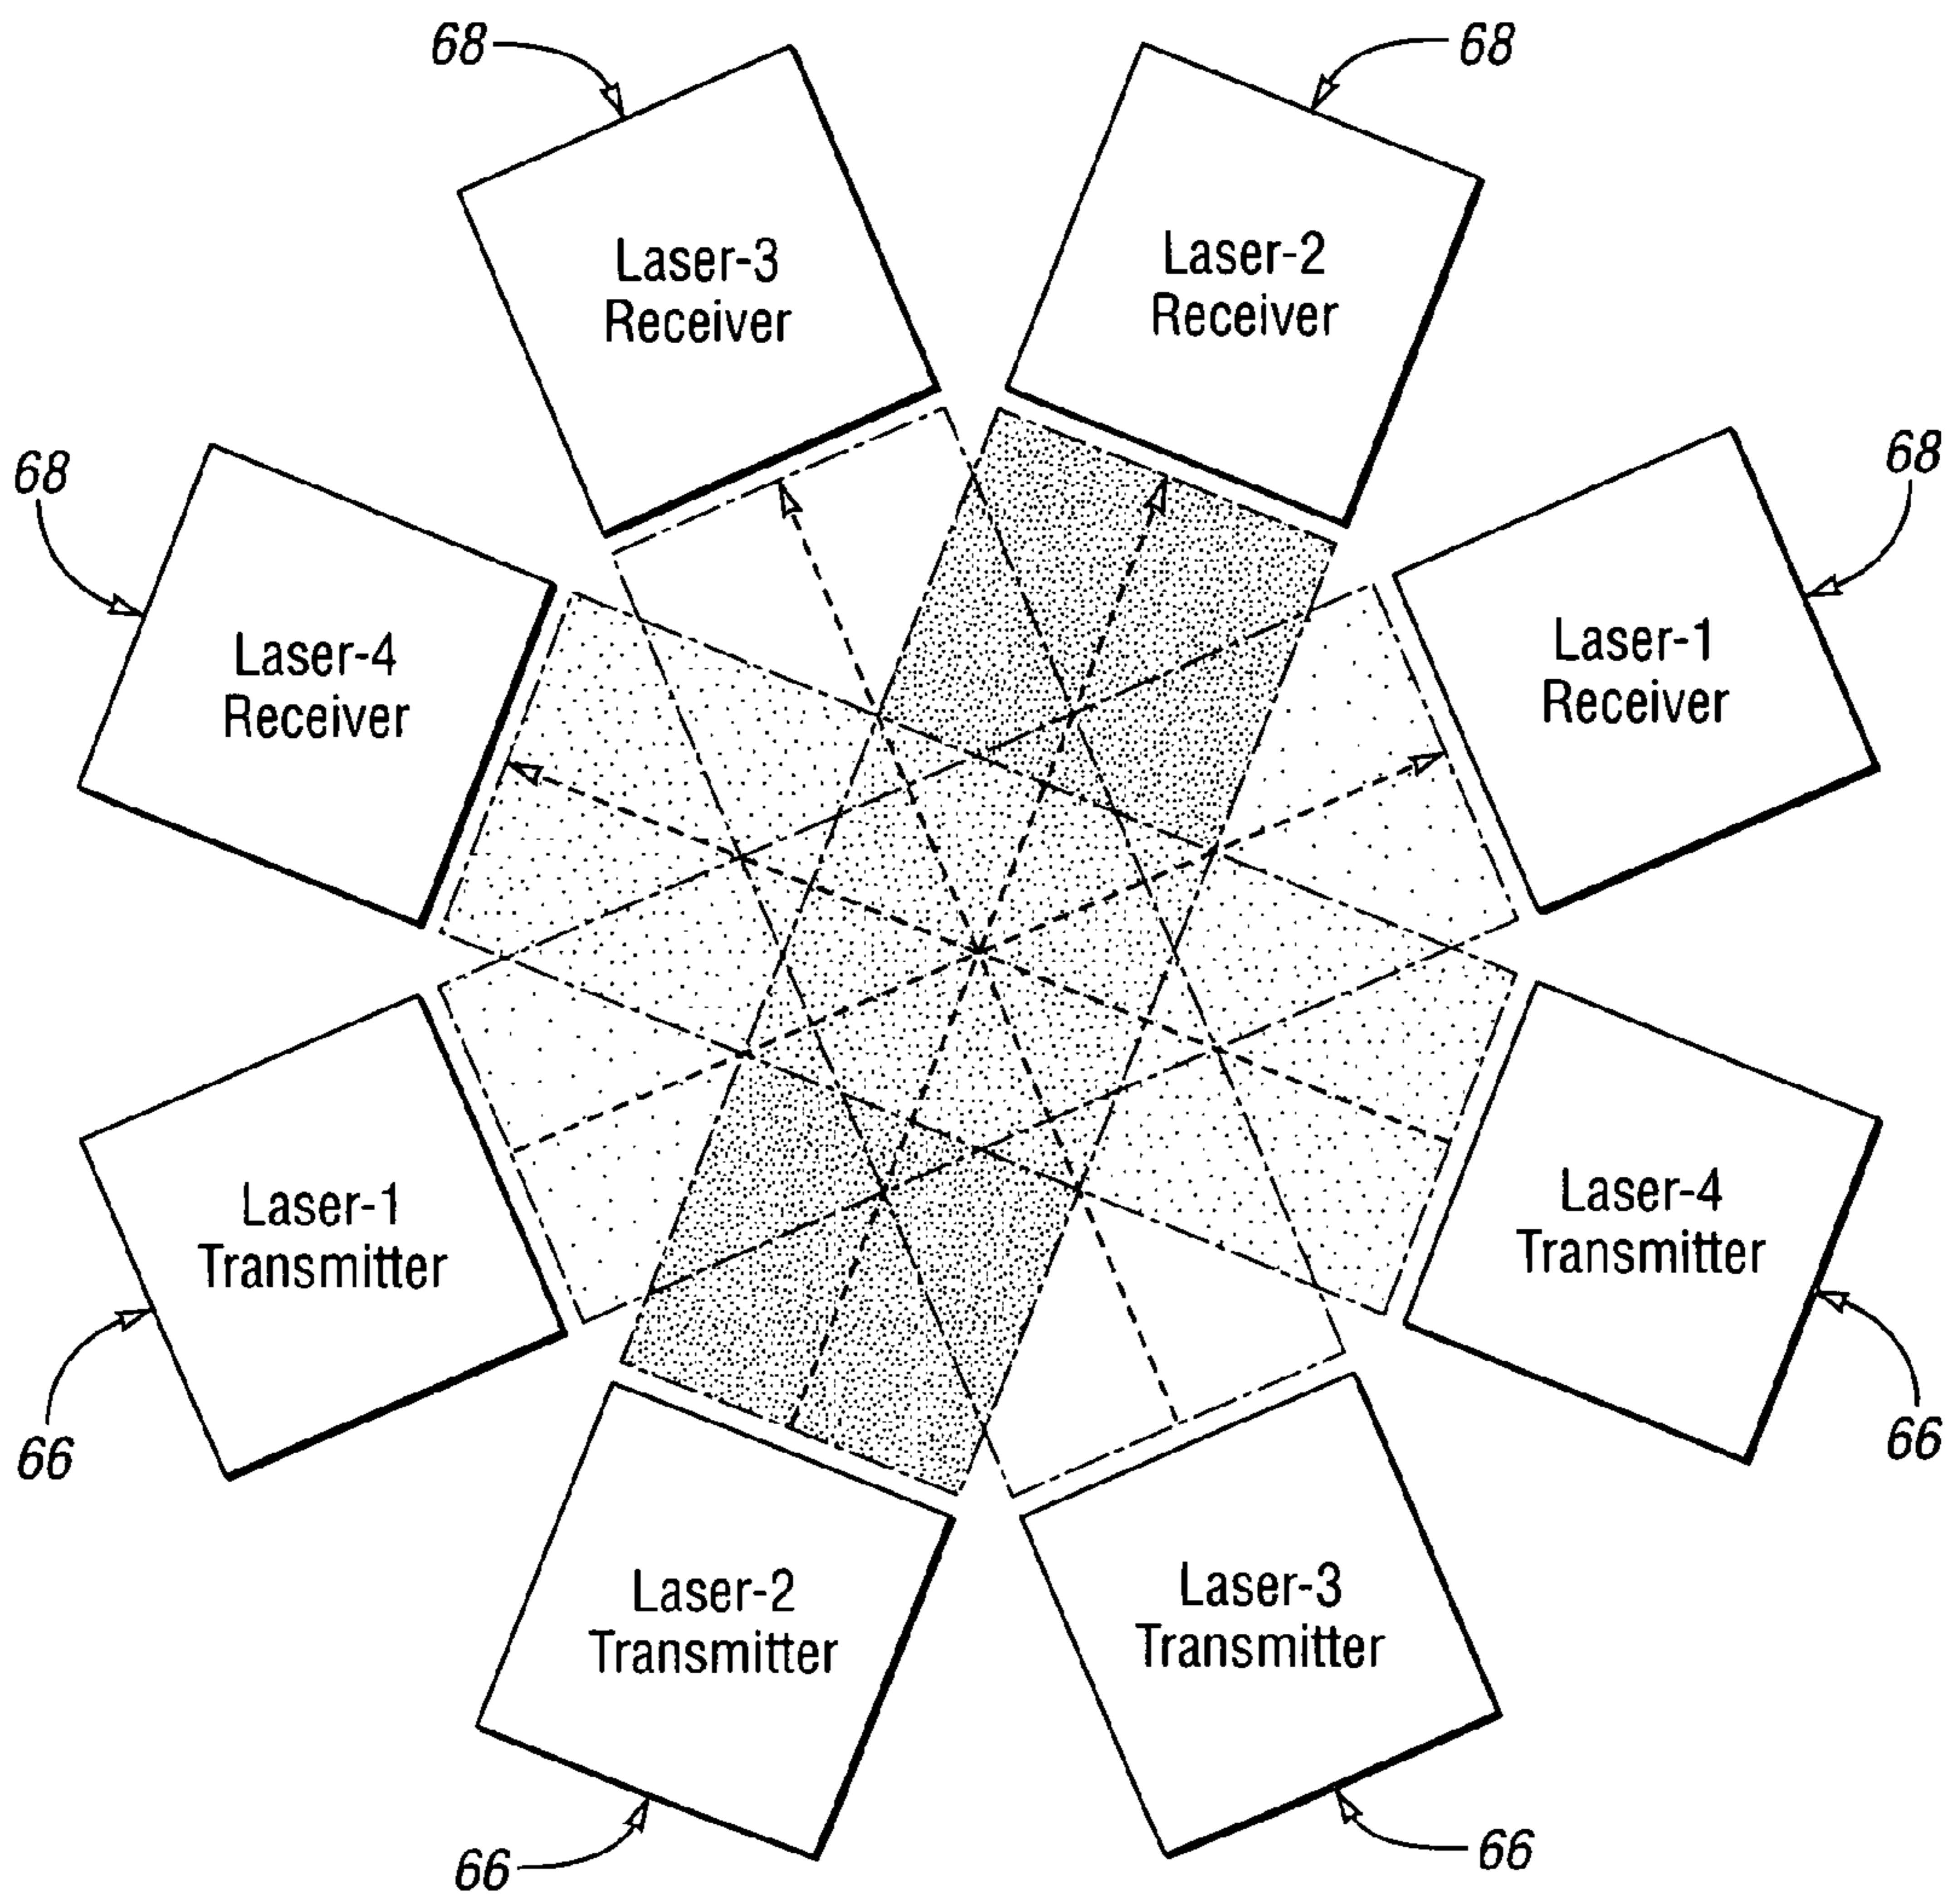 68
68
Laser-3
Receiver
Laser-2
Receiver
68
68
Laser-4
Receiver
Laser-1
Receiver
Laser-1
Transmitter
Laser-4
Transmitter
66
66
Laser-2
Transmitter
Laser-3
Transmitter
66
66